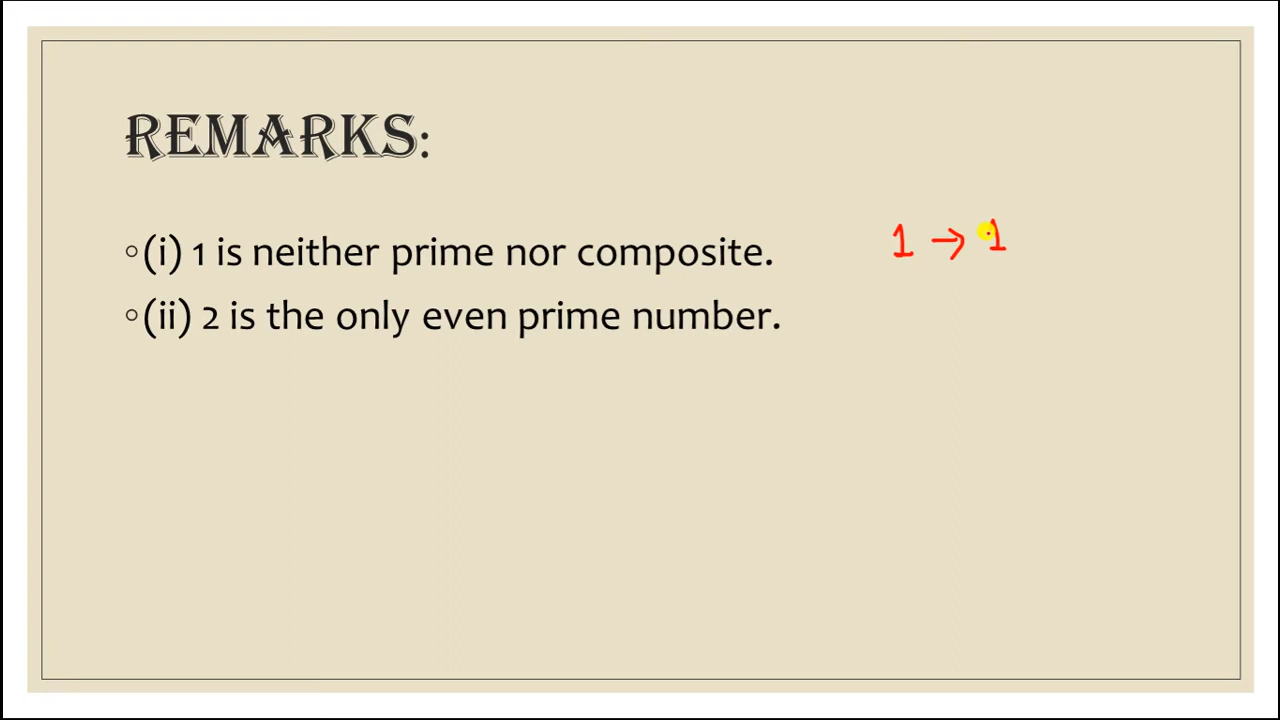 REMARKS:
◦(i) 1 is neither prime nor composite.
1 → 1
◦(ii) 2 is the only even prime number.